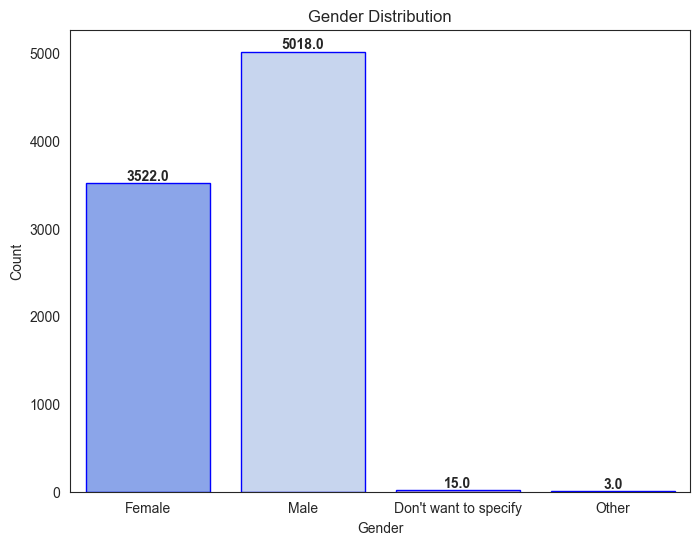 Gender Distribution
5018.0
3522.0
15.0
3.0
5000
4000
3000
2000
1000
0
Count
Female
Male
Don't want to specify
Other
Gender